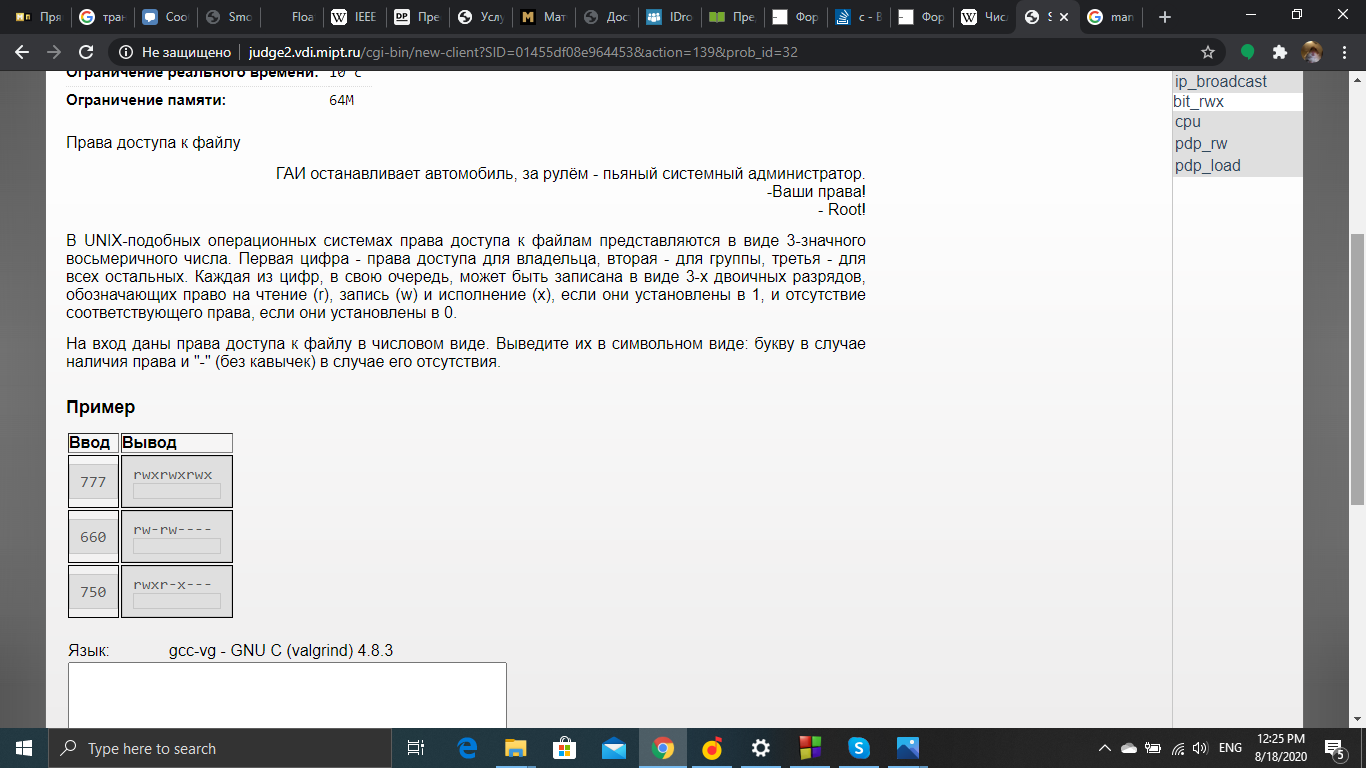 Пря
тран
Coo
Smo
Floa
IEEE
DP
Пре
Услу
M
Мат
Дос
IDro
Пре
Фор
c - B
Фор
Чис
S
man
Не защищено
judge2.vdi.mipt.ru/cgi-bin/new-client?SID=01455df08e964453&action=139&prob_id=32
Ограничение реального времени: 10 с
Ограничение памяти: 64M
Права доступа к файлу
ГАИ останавливает автомобиль, за рулём - пьяный системный администратор.
-Ваши права!
- Root!
В UNIX-подобных операционных системах права доступа к файлам представляются в виде 3-значного
восьмеричного числа. Первая цифра - права доступа для владельца, вторая - для группы, третья - для
всех остальных. Каждая из цифр, в свою очередь, может быть записана в виде 3-х двоичных разрядов,
обозначающих право на чтение (r), запись (w) и исполнение (x), если они установлены в 1, и отсутствие
соответствующего права, если они установлены в 0.
На вход даны права доступа к файлу в числовом виде. Выведите их в символьном виде: букву в случае
наличия права и "-" (без кавычек) в случае его отсутствия.
Пример
Ввод Вывод
777 rwxrwxrwx
660 rw-rw----
750 rwxr-x---
Язык: gcc-vg - GNU C (valgrind) 4.8.3
ip_broadcast
bit_rwx
cpu
pdp_rw
pdp_load
Type here to search
ENG
12:25 PM
8/18/2020
5